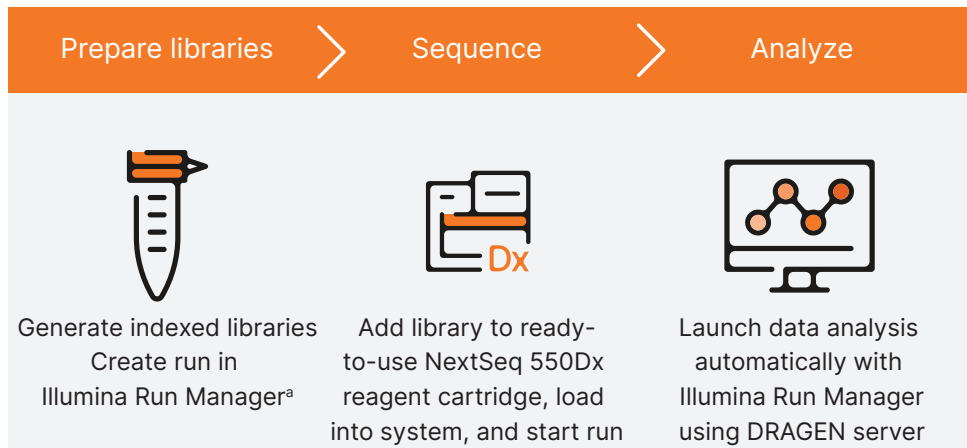 Prepare libraries
Sequence
Analyze
Dx
Generate indexed libraries
Create run in
Illumina Run Managerᵃ
Add library to ready-
to-use NextSeq 550Dx
reagent cartridge, load
into system, and start run
Launch data analysis
automatically with
Illumina Run Manager
using DRAGEN server